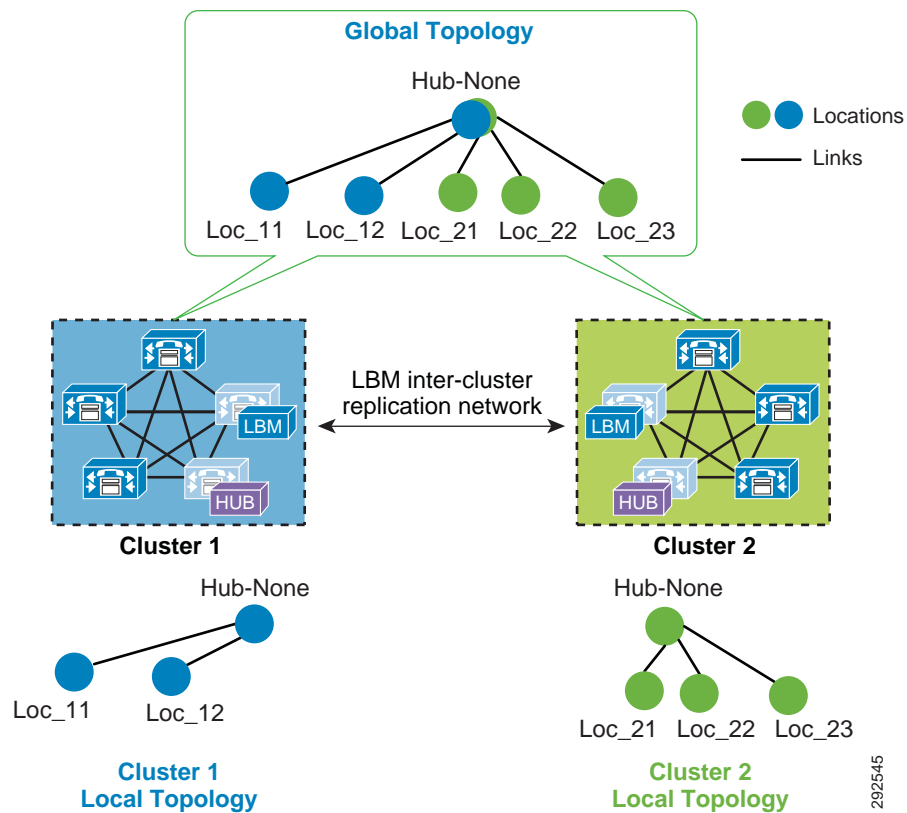 Global Topology
Hub-None
Locations
Links
Loc_11
Loc_12
Loc_21
Loc_22
Loc_23
LBM inter-cluster
replication network
LBM
HUB
LBM
HUB
Cluster 1
Cluster 2
Hub-None
Loc_11
Loc_12
Hub-None
Loc_21
Loc_22
Loc_23
Cluster 1
Local Topology
Cluster 2
Local Topology
292545